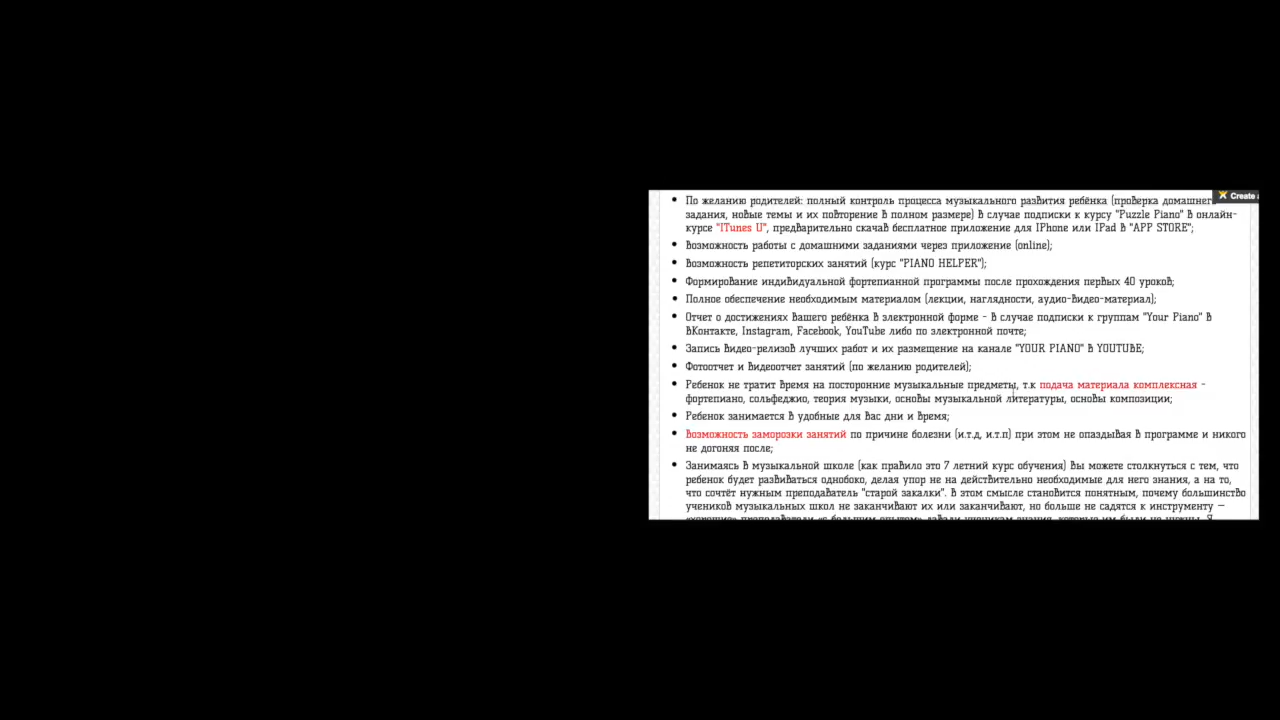 • По желанию родителей: полный контроль процесса музыкального развития ребёнка (проверка домашнег
задания, новые темы и их повторение в полном размере) в случае подписки к курсу "Puzzle Piano" в онлайн-
курсе "ITunes U", предварительно скачав бесплатное приложение для IPhone или IPad в "APP STORE";
• Возможность работы с домашними заданиями через приложение (online);
• Возможность репетиторских занятий (курс "PIANO HELPER");
• Формирование индивидуальной фортепианной программы после прохождения первых 40 уроков;
• Полное обеспечение необходимым материалом (лекции, наглядности, аудио-видео-материал);
• Отчет о достижениях вашего ребёнка в электронной форме - в случае подписки к группам "Your Piano" в
ВКонтакте, Instagram, Facebook, YouTube либо по электронной почте;
• Запись видео-релизов лучших работ и их размещение на канале "YOUR PIANO" в YOUTUBE;
• Фотоотчет и видеоотчет занятий (по желанию родителей);
• Ребенок не тратит время на посторонние музыкальные предметы, т.к подача материала комплексная -
фортепиано, сольфеджио, теория музыки, основы музыкальной литературы, основы композиции;
• Ребенок занимается в удобные для вас дни и время;
• Возможность заморозки занятий по причине болезни (и.т.д, и.т.п) при этом не опаздывая в программе и никого
не догоняя после;
• Занимаясь в музыкальной школе (как правило это 7 летний курс обучения) вы можете столкнуться с тем, что
ребенок будет развиваться однобоко, делая упор не на действительно необходимые для него знания, а на то,
что сочтёт нужным преподаватель "старой закалки". В этом смысле становится понятным, почему большинство
учеников музыкальных школ не заканчивают их или заканчивают, но больше не садятся к инструменту —
Create